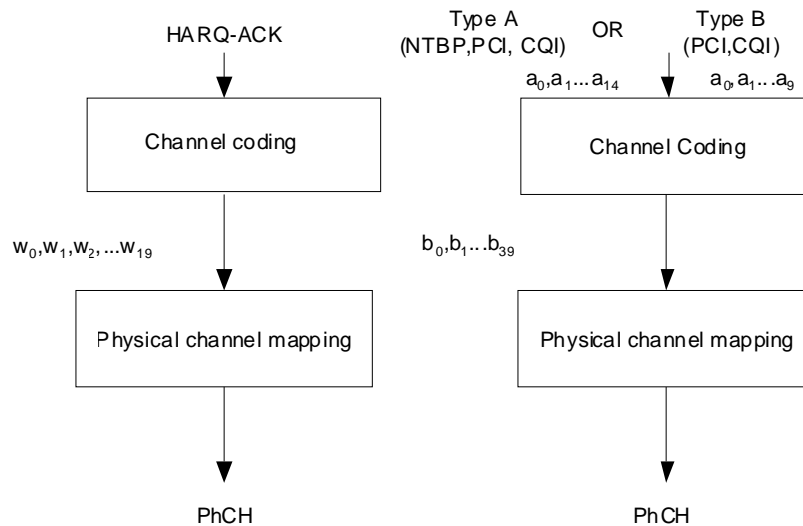 HARQ-ACK
Channel coding
w0,w1,w2,...w19
Physical channel mapping
PhCH
Type A
(NTBP,PCI, CQI)
OR
Type B
(PCI,CQI)
a0,a1...a14
a0,a1...a9
Channel Coding
b0,b1...b39
Physical channel mapping
PhCH